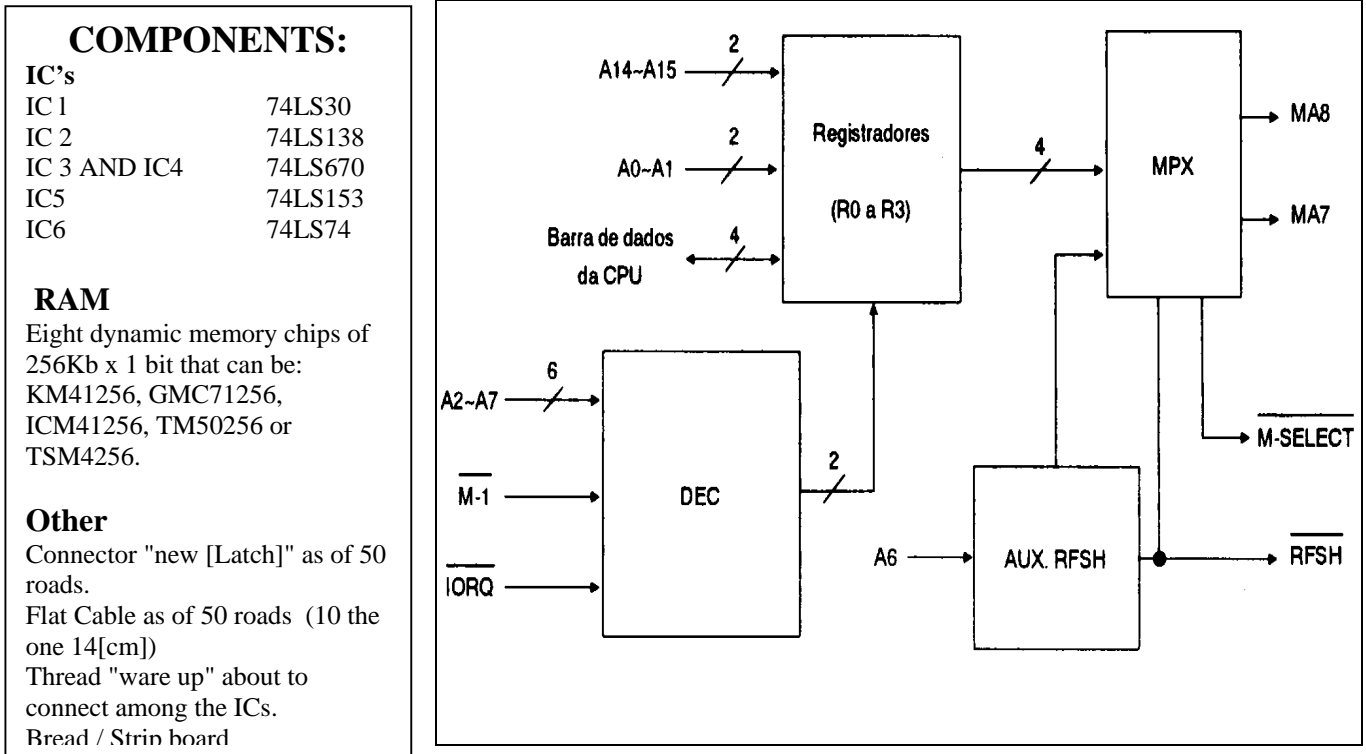 COMPONENTS:
IC's
IC 1 74LS30
IC 2 74LS138
IC 3 AND IC4 74LS670
IC5 74LS153
IC6 74LS74
RAM
Eight dynamic memory chips of
256Kb x 1 bit that can be:
KM41256, GMC71256,
ICM41256, TM50256 or
TSM4256.
Other
Connector "new [Latch]" as of 50
roads.
Flat Cable as of 50 roads (10 the
one 14[cm])
Thread "ware up" about to
connect among the ICs.
Bread / Strip board
A14~A15
2
A0~A1
2
Barra de dados
da CPU
4
Registradores
(R0 a R3)
4
MPX
MA8
MA7
A2~A7
6
M-1
IORQ
DEC
2
M-SELECT
A6
AUX. RFSH
RFSH